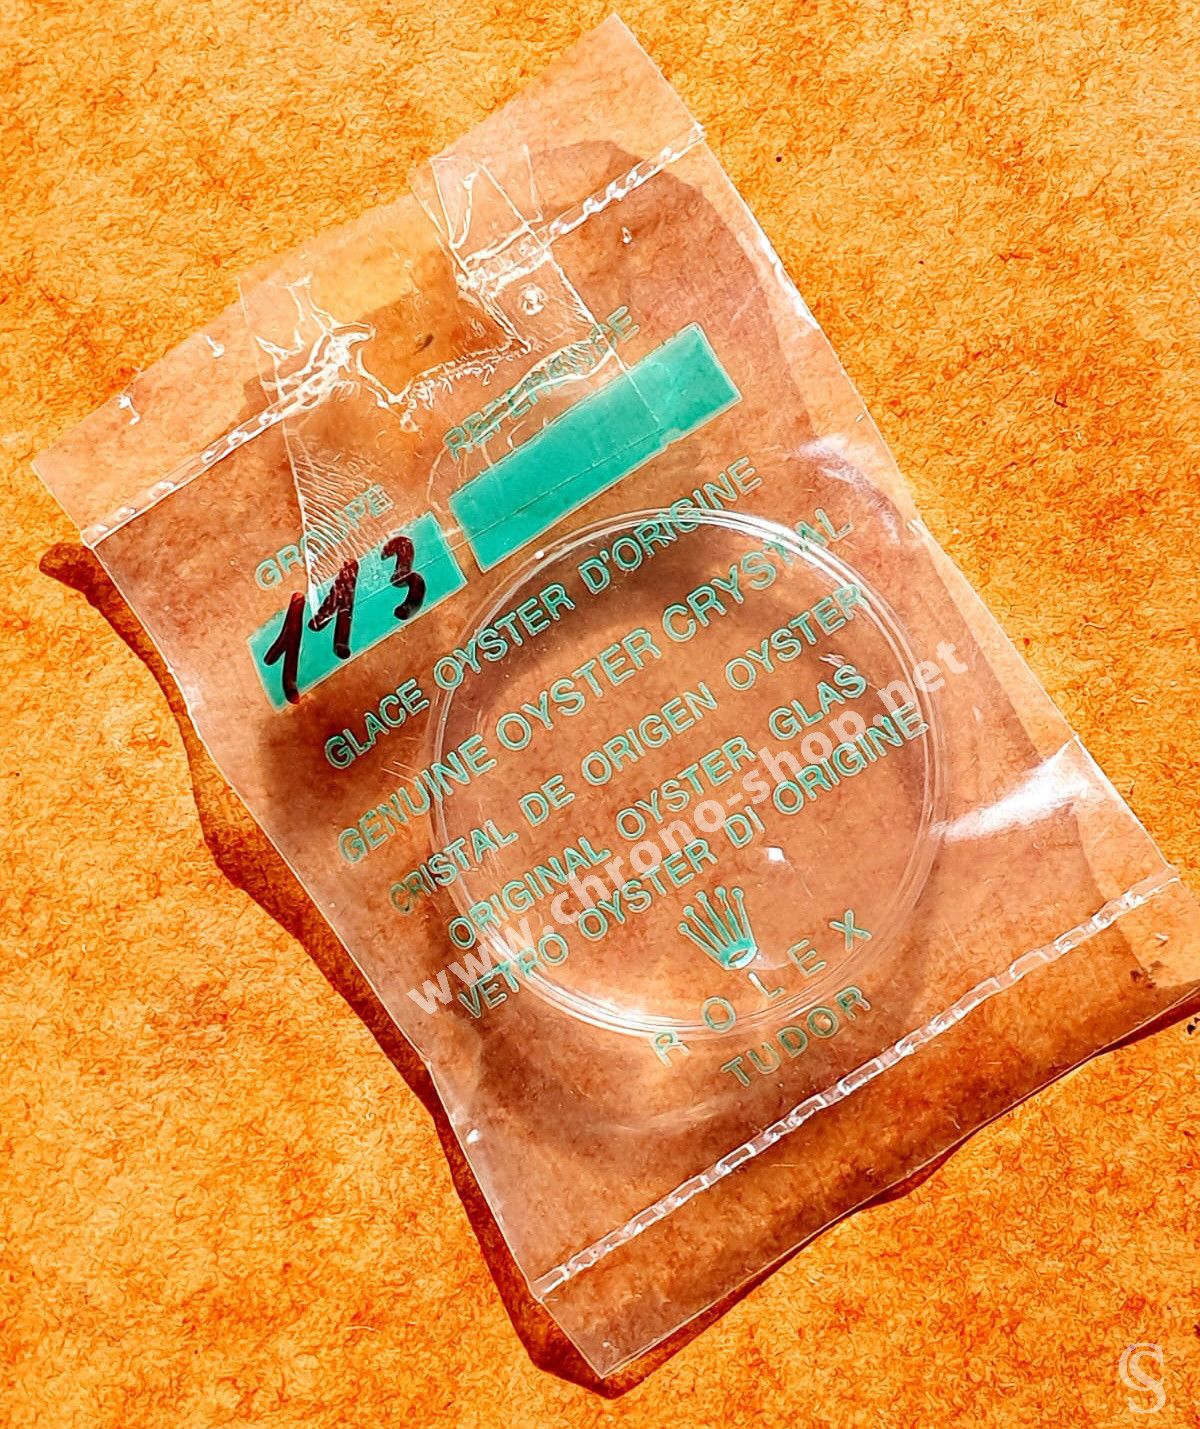 GROUPE REFERENCE
113
GLACE OYSTER D'ORIGINE
GENUINE OYSTER CRYSTAL
CRISTAL DE ORIGEN OYSTER
ORIGINAL OYSTER GLAS
VETRO OYSTER DI ORIGINE
ROLEX
TUDOR
www.chrono-shop.net